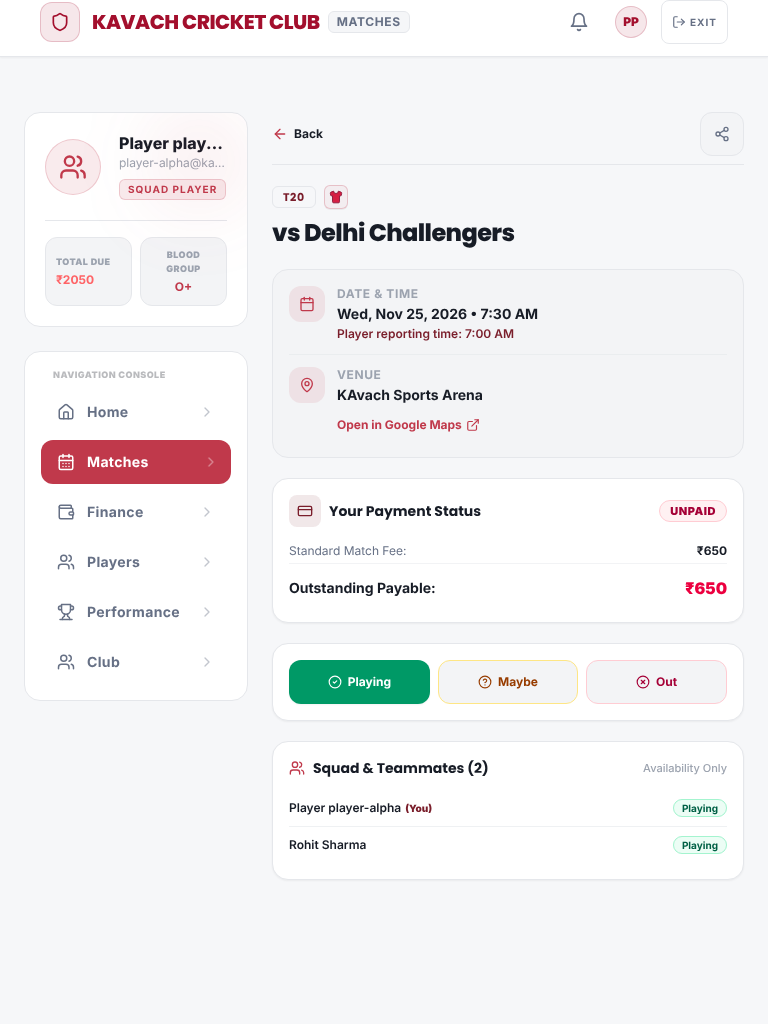 KAVACH CRICKET CLUB
MATCHES
PP
EXIT
Player play...
player-alpha@ka...
SQUAD PLAYER
TOTAL DUE
₹2050
BLOOD
GROUP
O+
NAVIGATION CONSOLE
Home
Matches
Finance
Players
Performance
Club
Back
T20
vs Delhi Challengers
DATE & TIME
Wed, Nov 25, 2026 • 7:30 AM
Player reporting time: 7:00 AM
VENUE
KAvach Sports Arena
Open in Google Maps
Your Payment Status
UNPAID
Standard Match Fee:
₹650
Outstanding Payable:
₹650
Playing
Maybe
Out
Squad & Teammates (2)
Availability Only
Player player-alpha (You)
Playing
Rohit Sharma
Playing